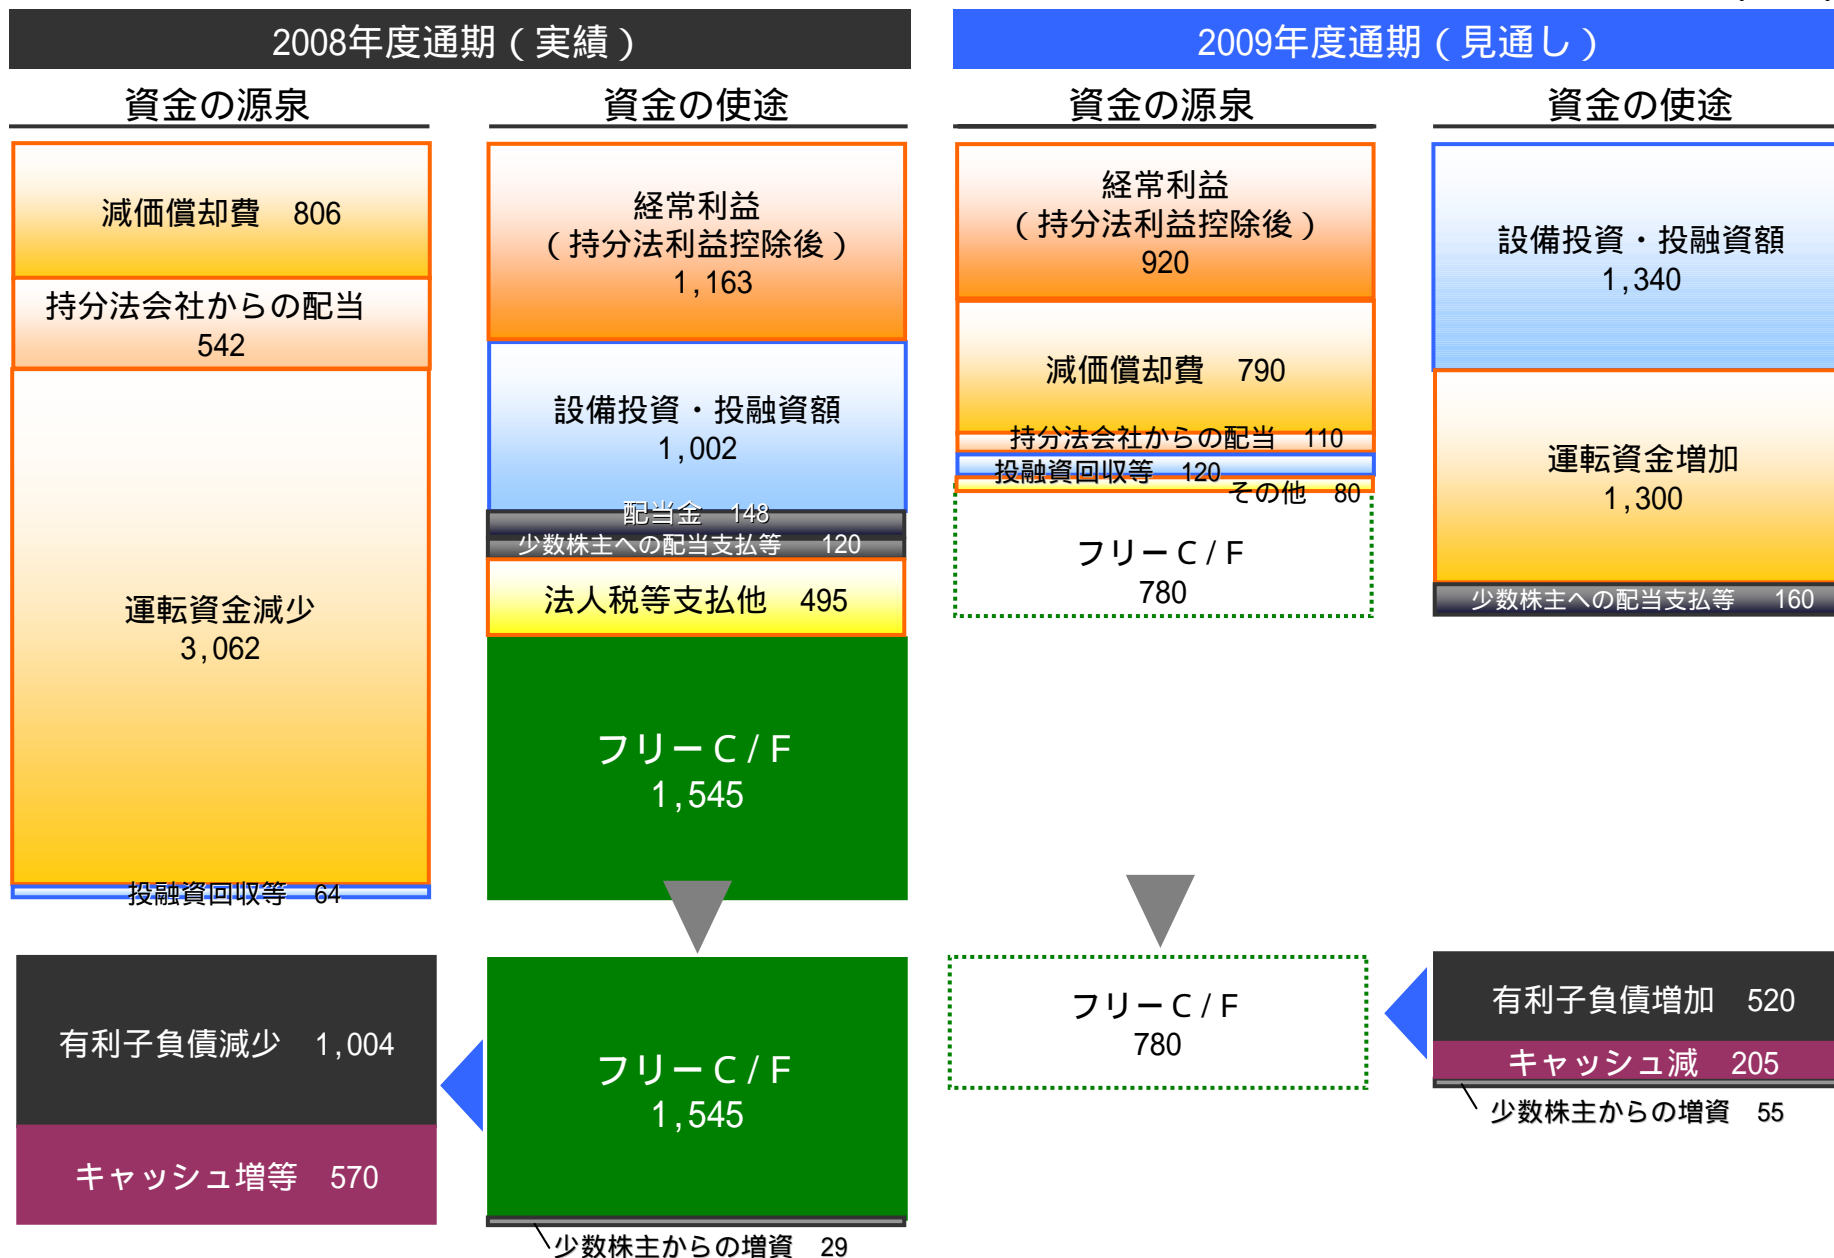 2008年度通期(実績)
資金の源泉
資金の使途
減価償却費 806
持分法会社からの配当
542
運転資金減少
3,062
投融資回収等 64
経常利益
(持分法利益控除後)
1,163
設備投資・投融資額
1,002
配当金 148
少数株主への配当支払等 120
法人税等支払他 495
フリーC/F
1,545
有利子負債減少 1,004
キャッシュ増等 570
フリーC/F
1,545
少数株主からの増資 29
2009年度通期(見通し)
資金の源泉
資金の使途
経常利益
(持分法利益控除後)
920
減価償却費 790
持分法会社からの配当 110
投融資回収等 120
その他 80
フリーC/F
780
設備投資・投融資額
1,340
運転資金増加
1,300
少数株主への配当支払等 160
フリーC/F
780
有利子負債増加 520
キャッシュ減 205
少数株主からの増資 55